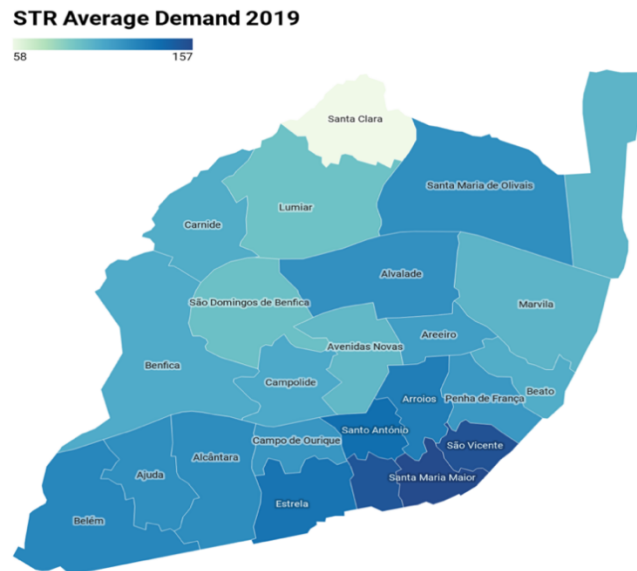 STR Average Demand 2019
58 157
Santa Clara
Santa Maria de Olivais
Lumiar
Carnide
Alvalade
São Domingos de Benfica
Marvila
Areeiro
Avenidas Novas
Benfica
Campolide
Beato
Arroios
Penha de França
Santo António
Campo de Ourique
São Vicente
Alcântara
Ajuda
Santa Maria Maior
Estrela
Belém